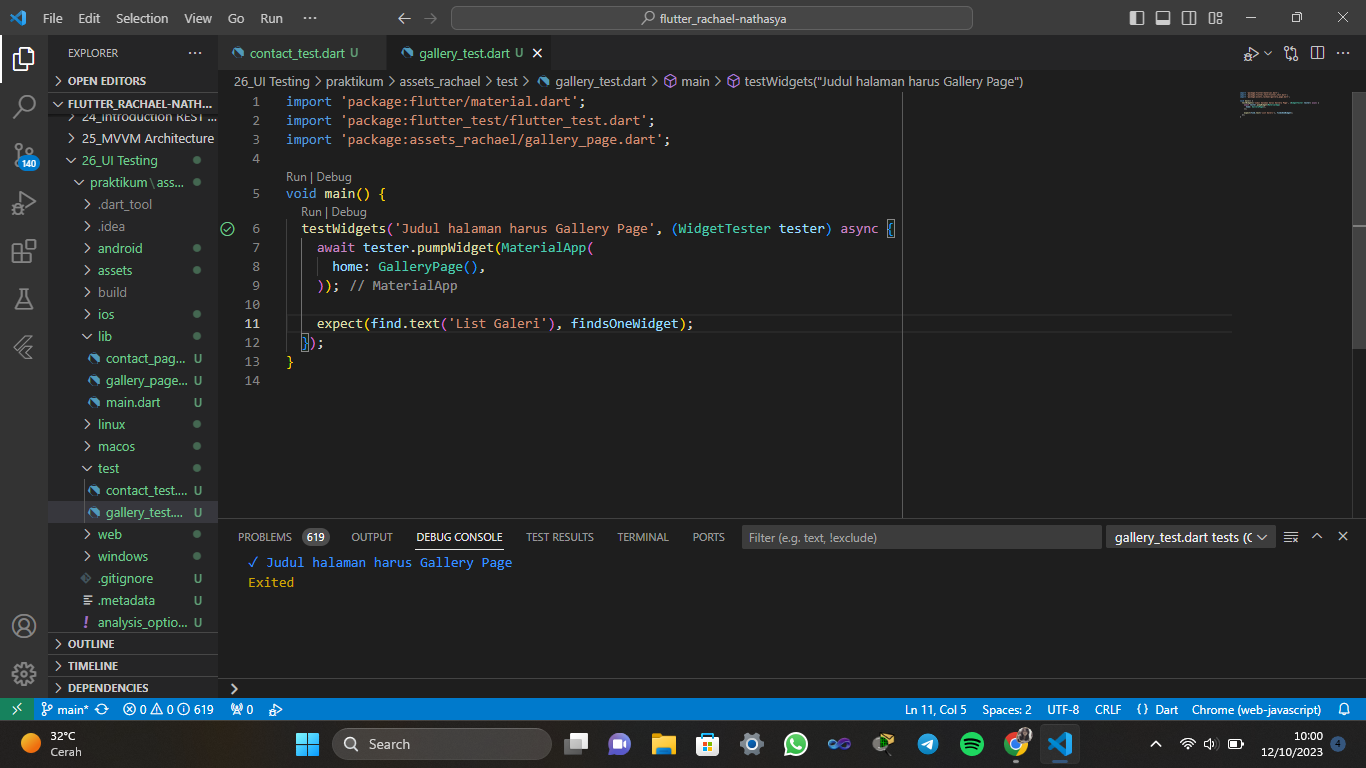 File Edit Selection View Go Run ···
flutter_rachael-nathasya
EXPLORER ···
OPEN EDITORS
FLUTTER_RACHAEL-NATH...
24_Introduction REST ...
25_MVVM Architecture
26_UI Testing
praktikum \ ass...
.dart_tool
.idea
android
assets
build
ios
lib
contact_pag... U
gallery_page... U
main.dart U
linux
macos
test
contact_test.... U
gallery_test.... U
web
windows
.gitignore U
.metadata U
! analysis_optio... U
OUTLINE
TIMELINE
DEPENDENCIES
140
contact_test.dart U
gallery_test.dart U
26_UI Testing > praktikum > assets_rachael > test > gallery_test.dart > main > testWidgets("Judul halaman harus Gallery Page")
1 import 'package:flutter/material.dart';
2 import 'package:flutter_test/flutter_test.dart';
3 import 'package:assets_rachael/gallery_page.dart';
4
Run | Debug
5 void main() {
Run | Debug
6 testWidgets('Judul halaman harus Gallery Page', (WidgetTester tester) async {
7 await tester.pumpWidget(MaterialApp(
8 home: GalleryPage(),
9 )); // MaterialApp
10
11 expect(find.text('List Galeri'), findsOneWidget);
12 });
13 }
14
PROBLEMS 619 OUTPUT DEBUG CONSOLE TEST RESULTS TERMINAL PORTS
Filter (e.g. text, !exclude)
gallery_test.dart tests (C
✓ Judul halaman harus Gallery Page
Exited
main* 0 0 619 0
Ln 11, Col 5 Spaces: 2 UTF-8 CRLF {} Dart Chrome (web-javascript)
32°C
Cerah
Search
10:00
12/10/2023
4